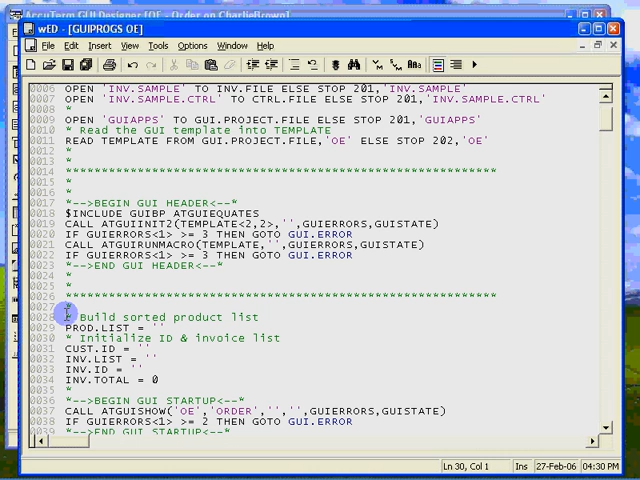 AccuTerm GUI Designer [OE - Order on CharlieBrown]
wED - [GUIPROGS OE]
File Edit Insert View Tools Options Window Help
0006 OPEN 'INV.SAMPLE' TO INV.FILE ELSE STOP 201,'INV.SAMPLE'
0007 OPEN 'INV.SAMPLE.CTRL' TO CTRL.FILE ELSE STOP 201,'INV.SAMPLE.CTRL'
0008 *
0009 OPEN 'GUIAPPS' TO GUI.PROJECT.FILE ELSE STOP 201,'GUIAPPS'
0010 * Read the GUI template into TEMPLATE
0011 READ TEMPLATE FROM GUI.PROJECT.FILE,'OE' ELSE STOP 202,'OE'
0012 *
0013 *
0014 ******************************************************************
0015 *
0016 *
0017 *-->BEGIN GUI HEADER<--*
0018 $INCLUDE GUIBP ATGUIEQUATES
0019 CALL ATGUIINIT2(TEMPLATE<2,2>,'',GUIERRORS,GUISTATE)
0020 IF GUIERRORS<1> >= 3 THEN GOTO GUI.ERROR
0021 CALL ATGUIRUNMACRO(TEMPLATE,'',GUIERRORS,GUISTATE)
0022 IF GUIERRORS<1> >= 3 THEN GOTO GUI.ERROR
0023 *-->END GUI HEADER<--*
0024 *
0025 *
0026 ******************************************************************
0027 *
0028 * Build sorted product list
0029 PROD.LIST = ''
0030 * Initialize ID & invoice list
0031 CUST.ID = ''
0032 INV.LIST = ''
0033 INV.ID = ''
0034 INV.TOTAL = 0
0035 *
0036 *-->BEGIN GUI STARTUP<--*
0037 CALL ATGUISHOW('OE','ORDER','','',GUIERRORS,GUISTATE)
0038 IF GUIERRORS<1> >= 2 THEN GOTO GUI.ERROR
0039 *-->END GUI STARTUP<--*
Ln 30, Col 1 Ins 27-Feb-06 04:30 PM